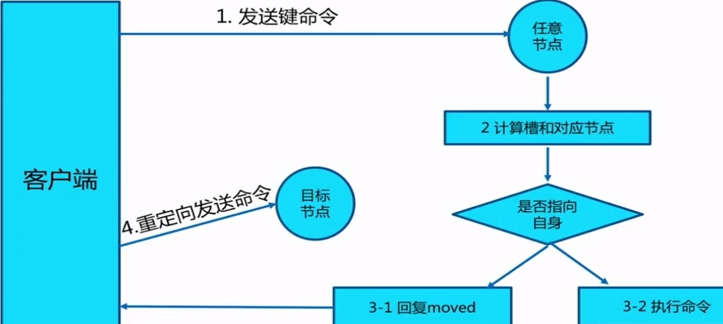 1. 发送键命令
任意
节点
2 计算槽和对应节点
客户端
4.重定向发送命令
目标
节点
是否指向
自身
3-1 回复moved
3-2 执行命令